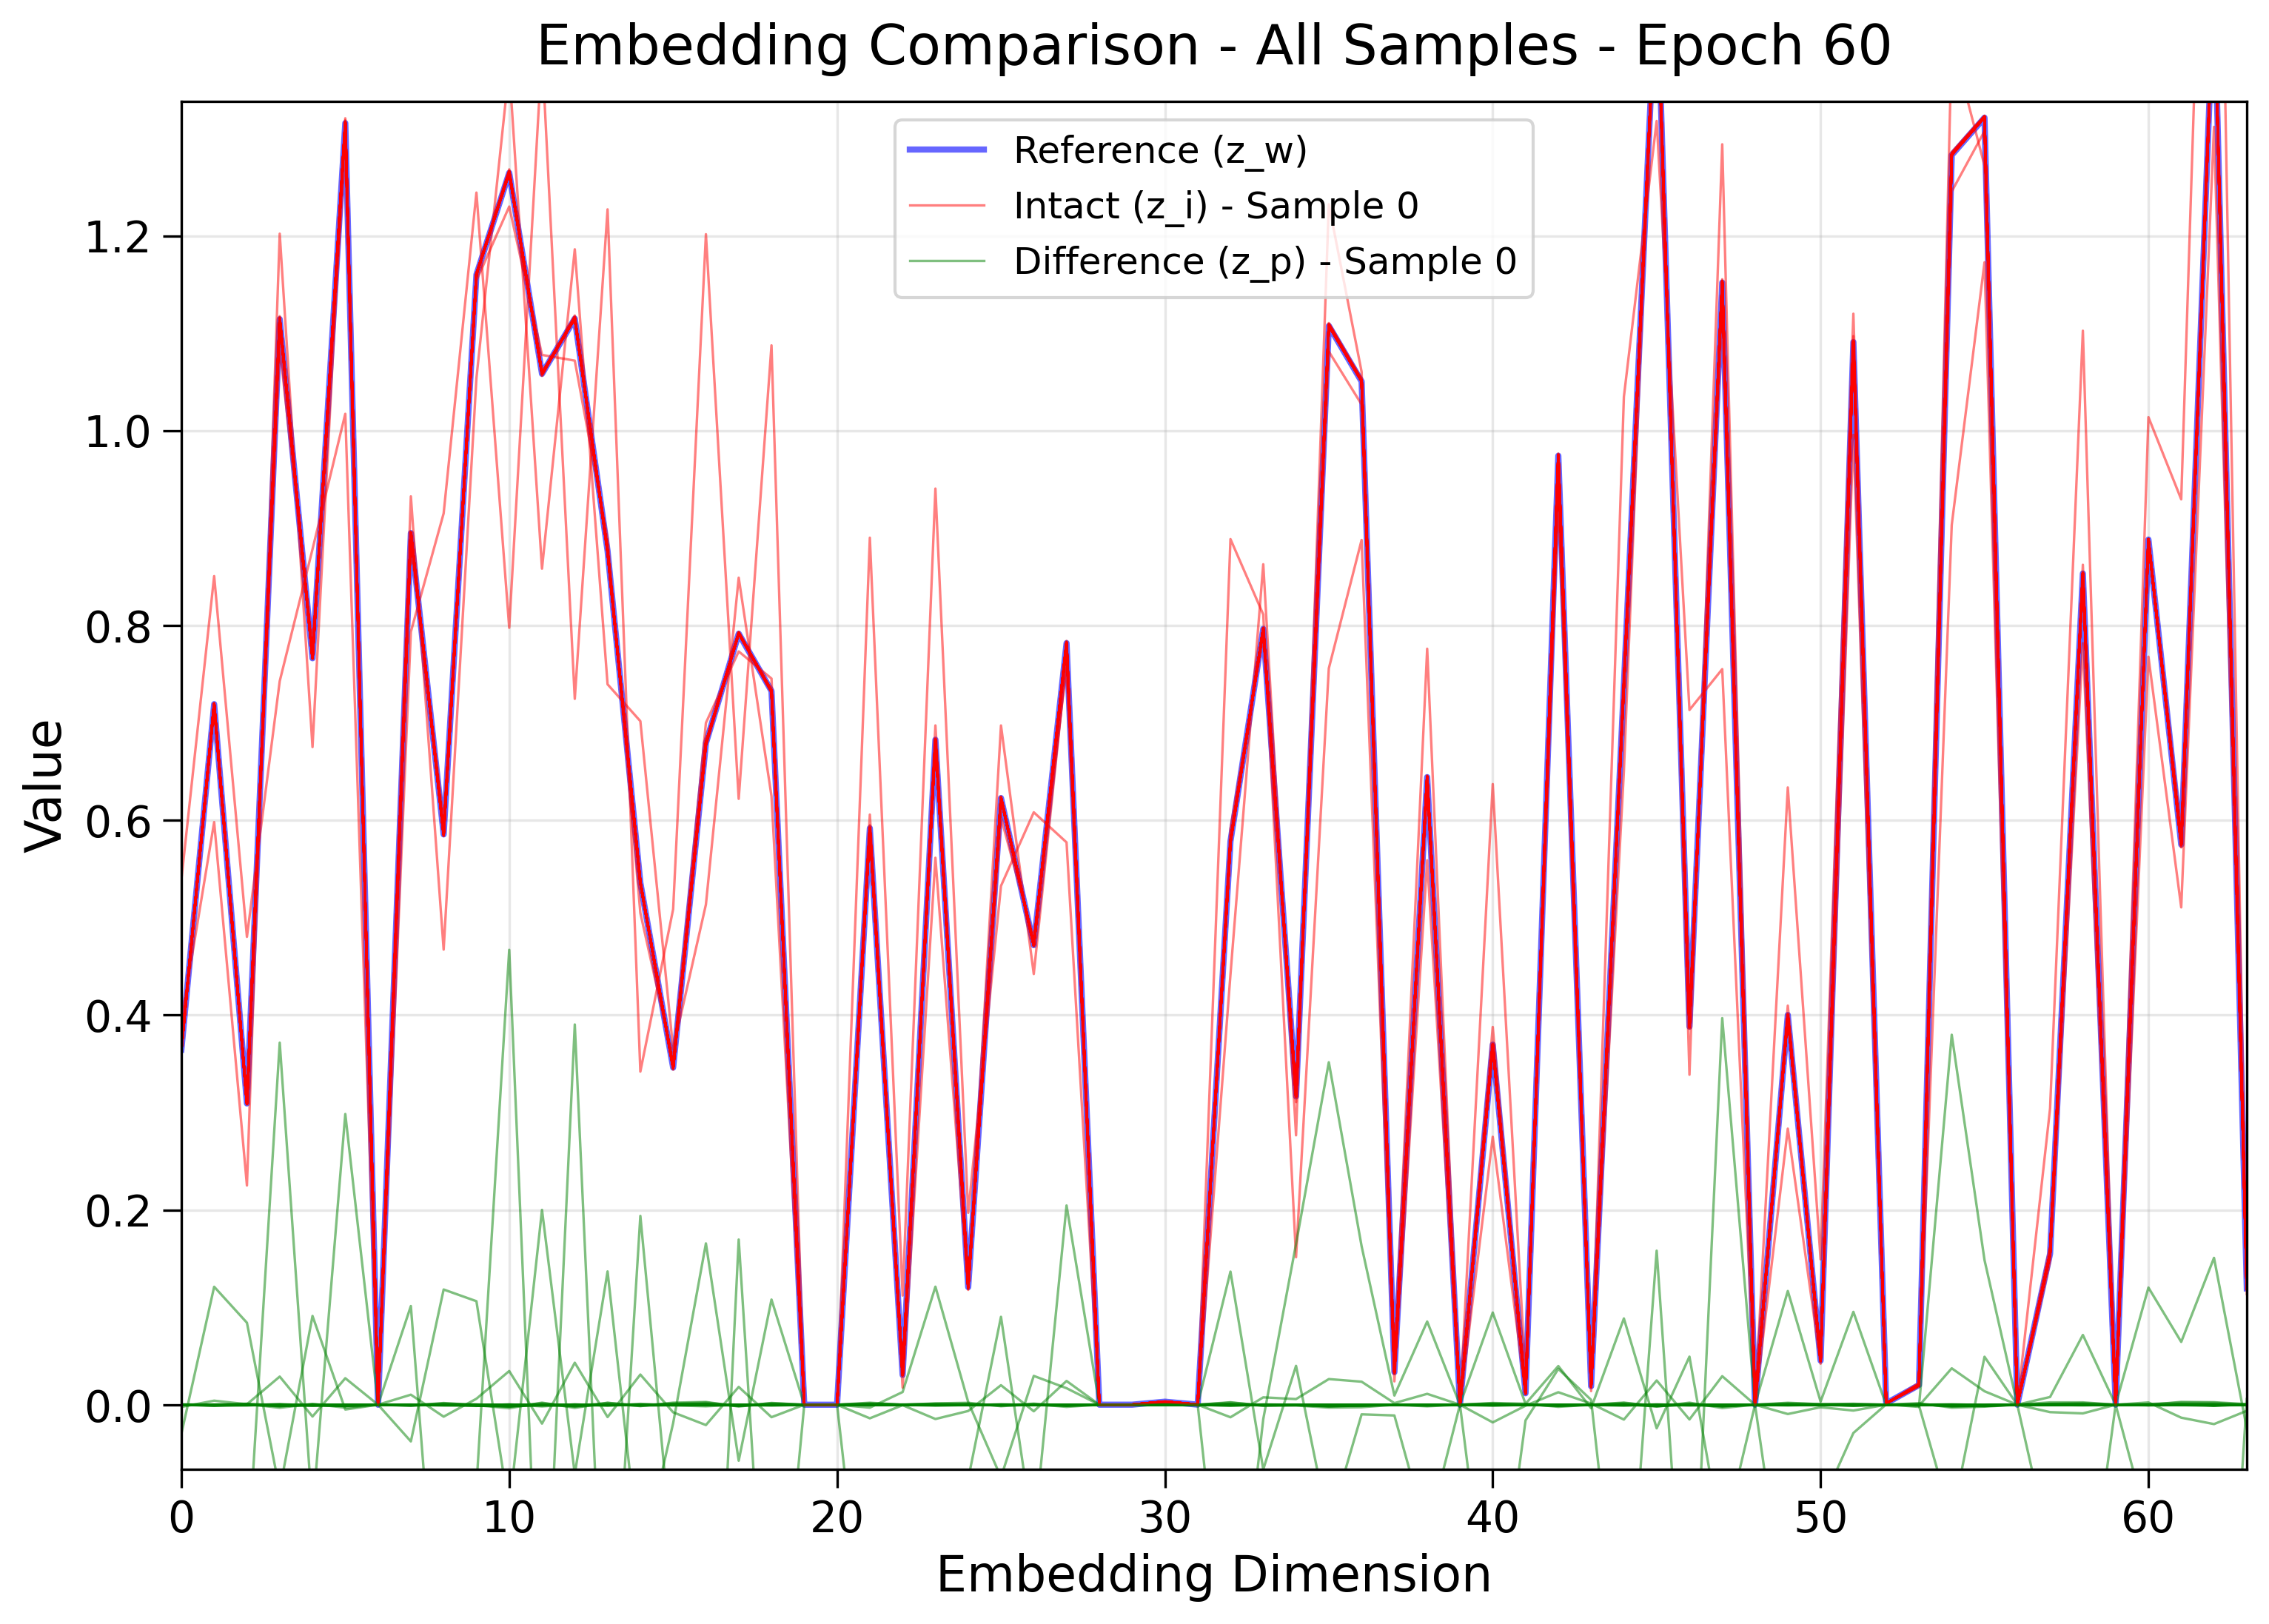 Embedding Comparison - All Samples - Epoch 60
Reference (z_w)
Intact (z_i) - Sample 0
Difference (z_p) - Sample 0
1.2
1.0
0.8
0.6
0.4
0.2
0.0
Value
0 10 20 30 40 50 60
Embedding Dimension